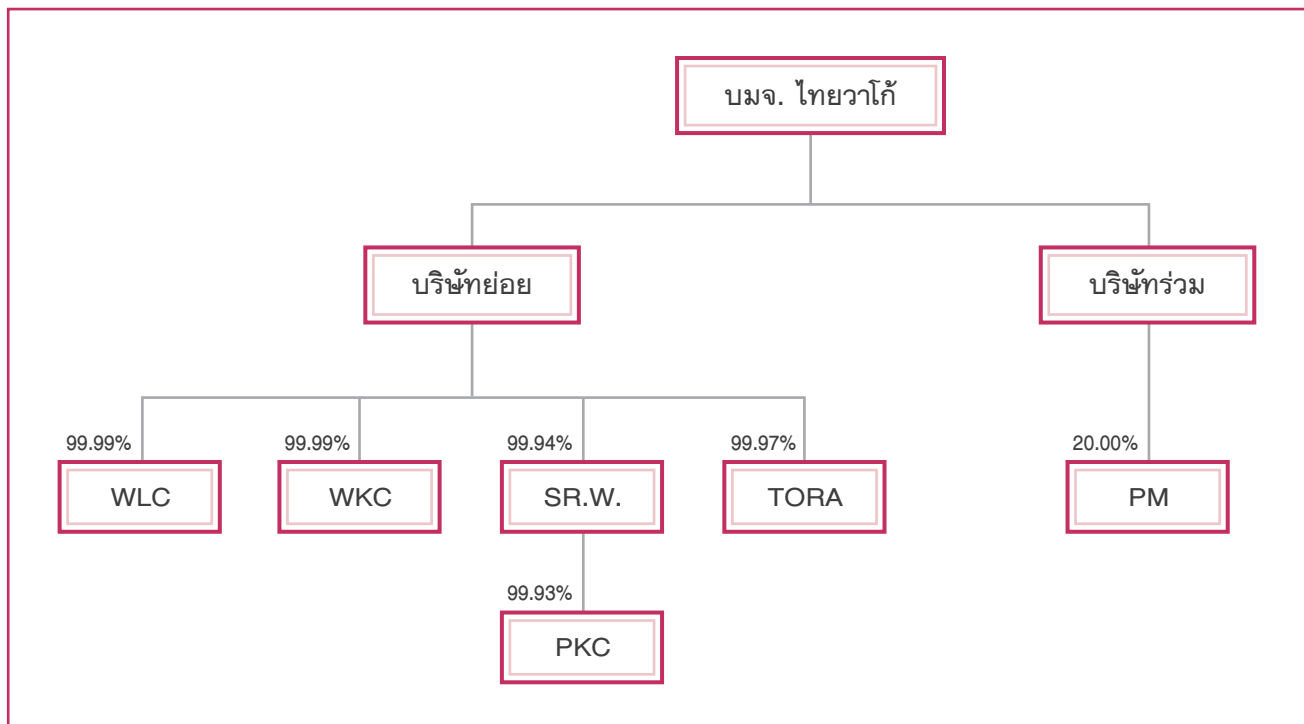 บมจ. ไทยวาโก้
บริษัทย่อย
บริษัทร่วม
99.99%
99.99%
99.94%
99.97%
20.00%
WLC
WKC
SR.W.
TORA
PM
99.93%
PKC